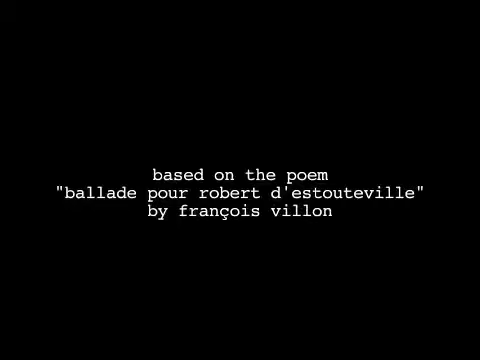 based on the poem
"ballade pour robert d'estouteville"
by françois villon